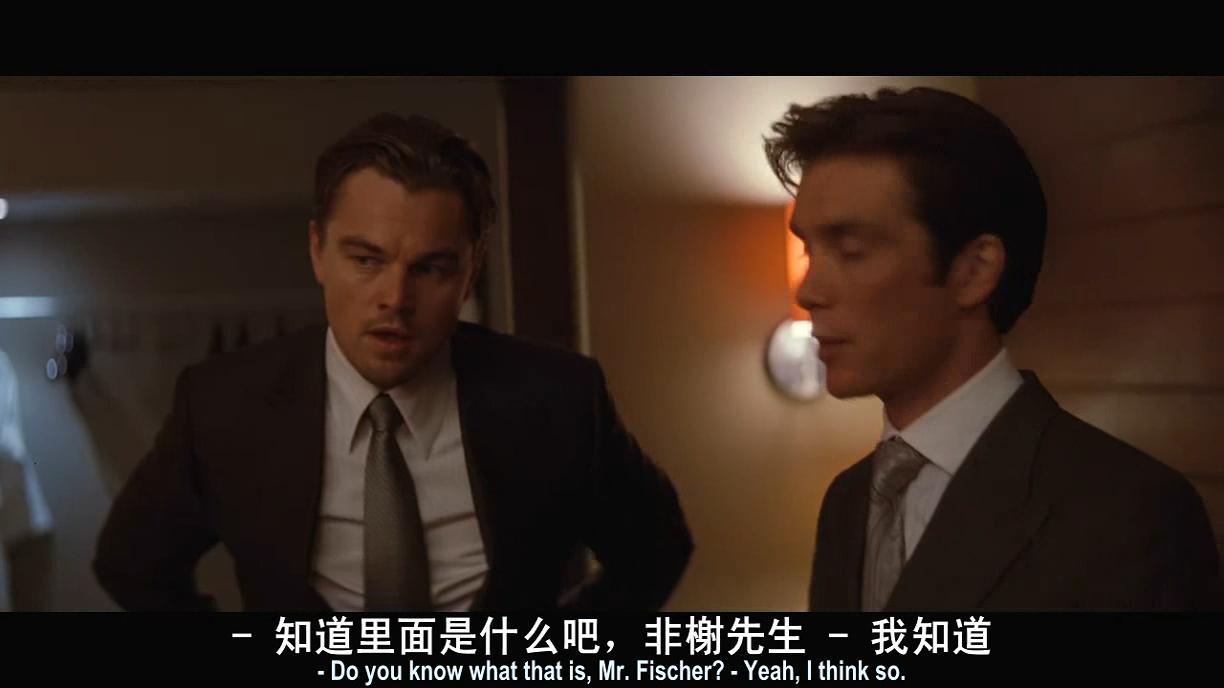 - 知道里面是什么吧，非榭先生 - 我知道
- Do you know what that is, Mr. Fischer? - Yeah, I think so.